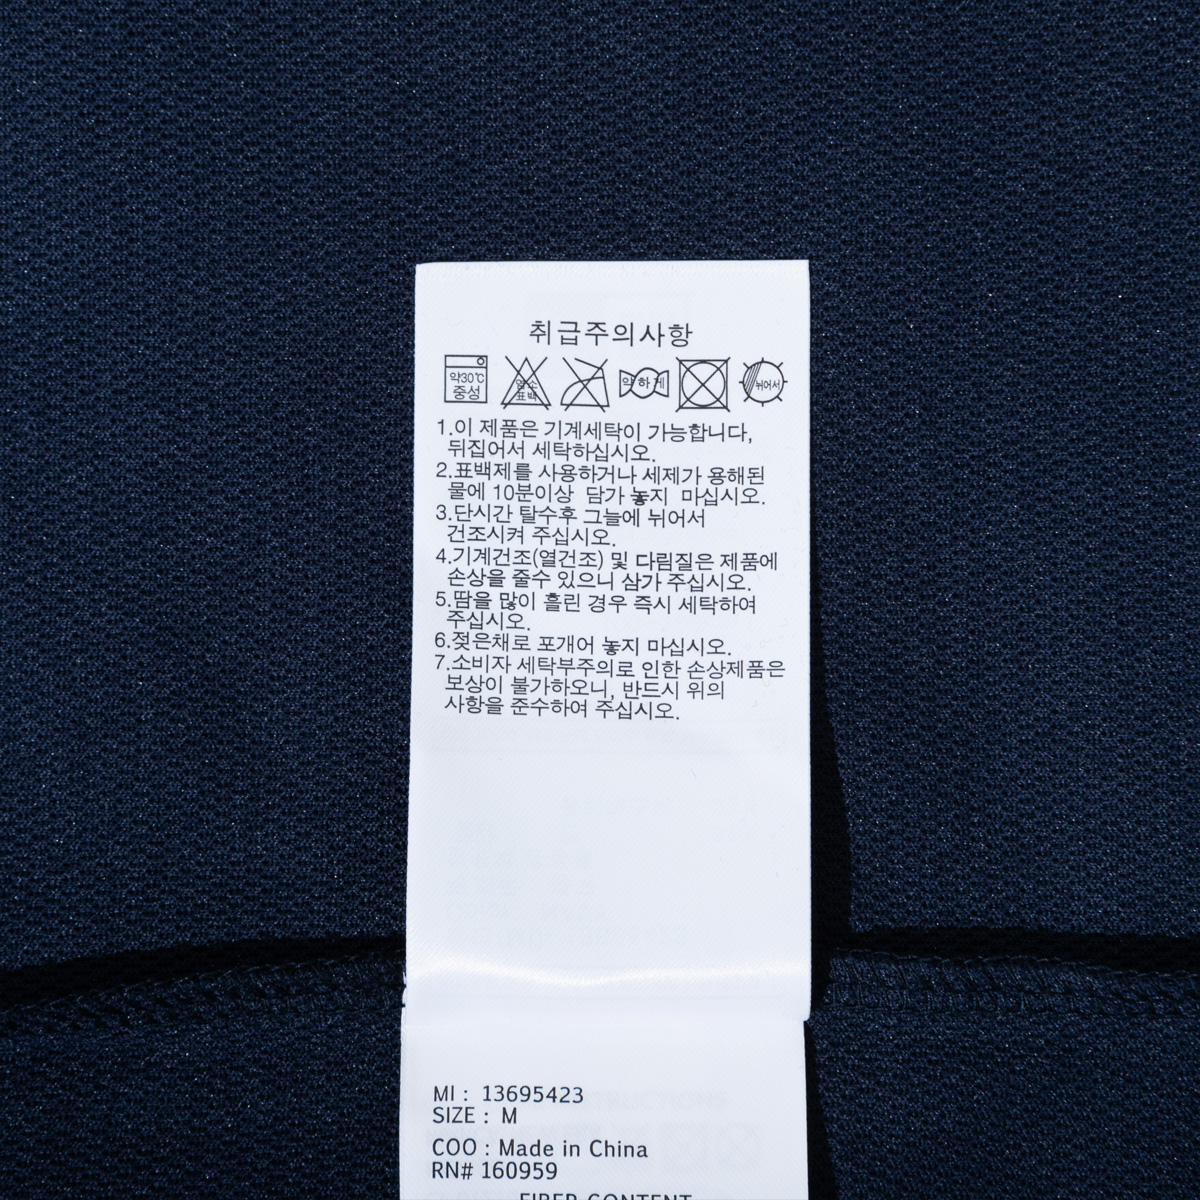 취급주의사항
약30℃ 중성 염소 표백 약하게 뉘어서
1.이 제품은 기계세탁이 가능합니다,
뒤집어서 세탁하십시오.
2.표백제를 사용하거나 세제가 용해된
물에 10분이상 담가 놓지 마십시오.
3.단시간 탈수후 그늘에 뉘어서
건조시켜 주십시오.
4.기계건조(열건조) 및 다림질은 제품에
손상을 줄수 있으니 삼가 주십시오.
5.땀을 많이 흘린 경우 즉시 세탁하여
주십시오.
6.젖은채로 포개어 놓지 마십시오.
7.소비자 세탁부주의로 인한 손상제품은
보상이 불가하오니, 반드시 위의
사항을 준수하여 주십시오.
MI : 13695423
SIZE : M
COO : Made in China
RN# 160959
FIBER CONTENT